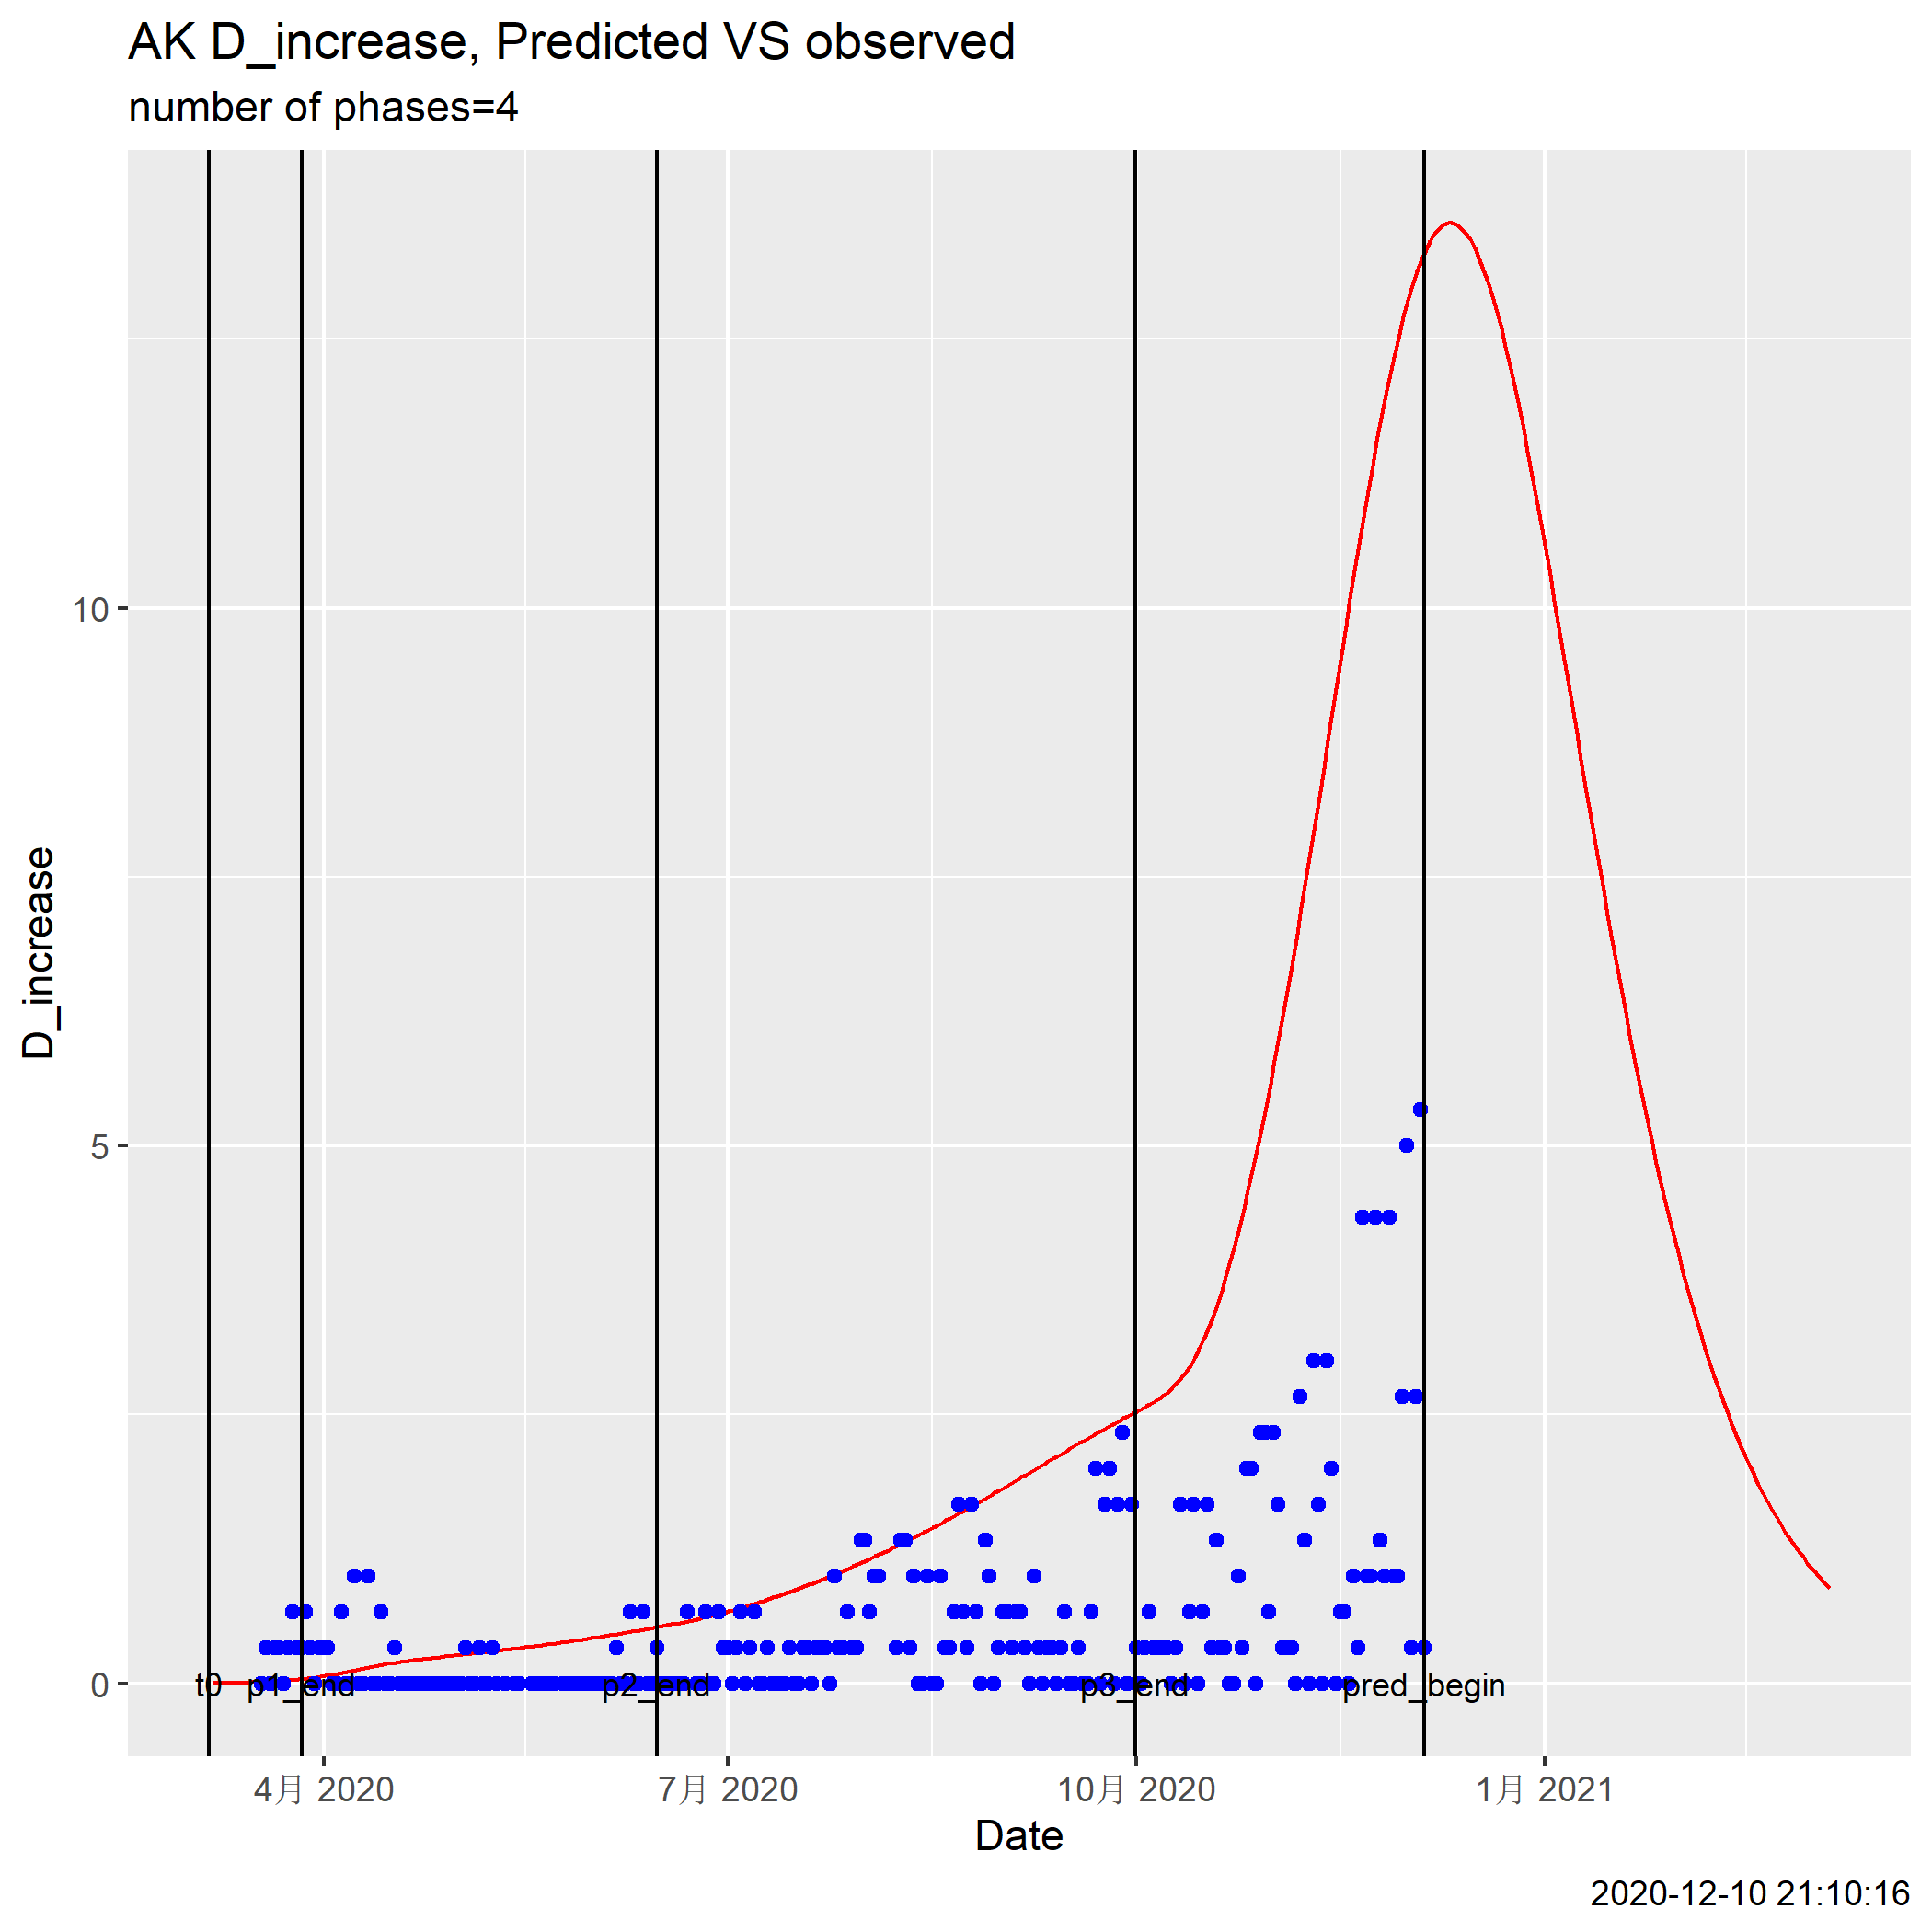 AK D_increase, Predicted VS observed
number of phases=4
D_increase
10
5
0
t0 p1_end p2_end p3_end pred_begin
4月 2020 7月 2020 10月 2020 1月 2021
Date
2020-12-10 21:10:16